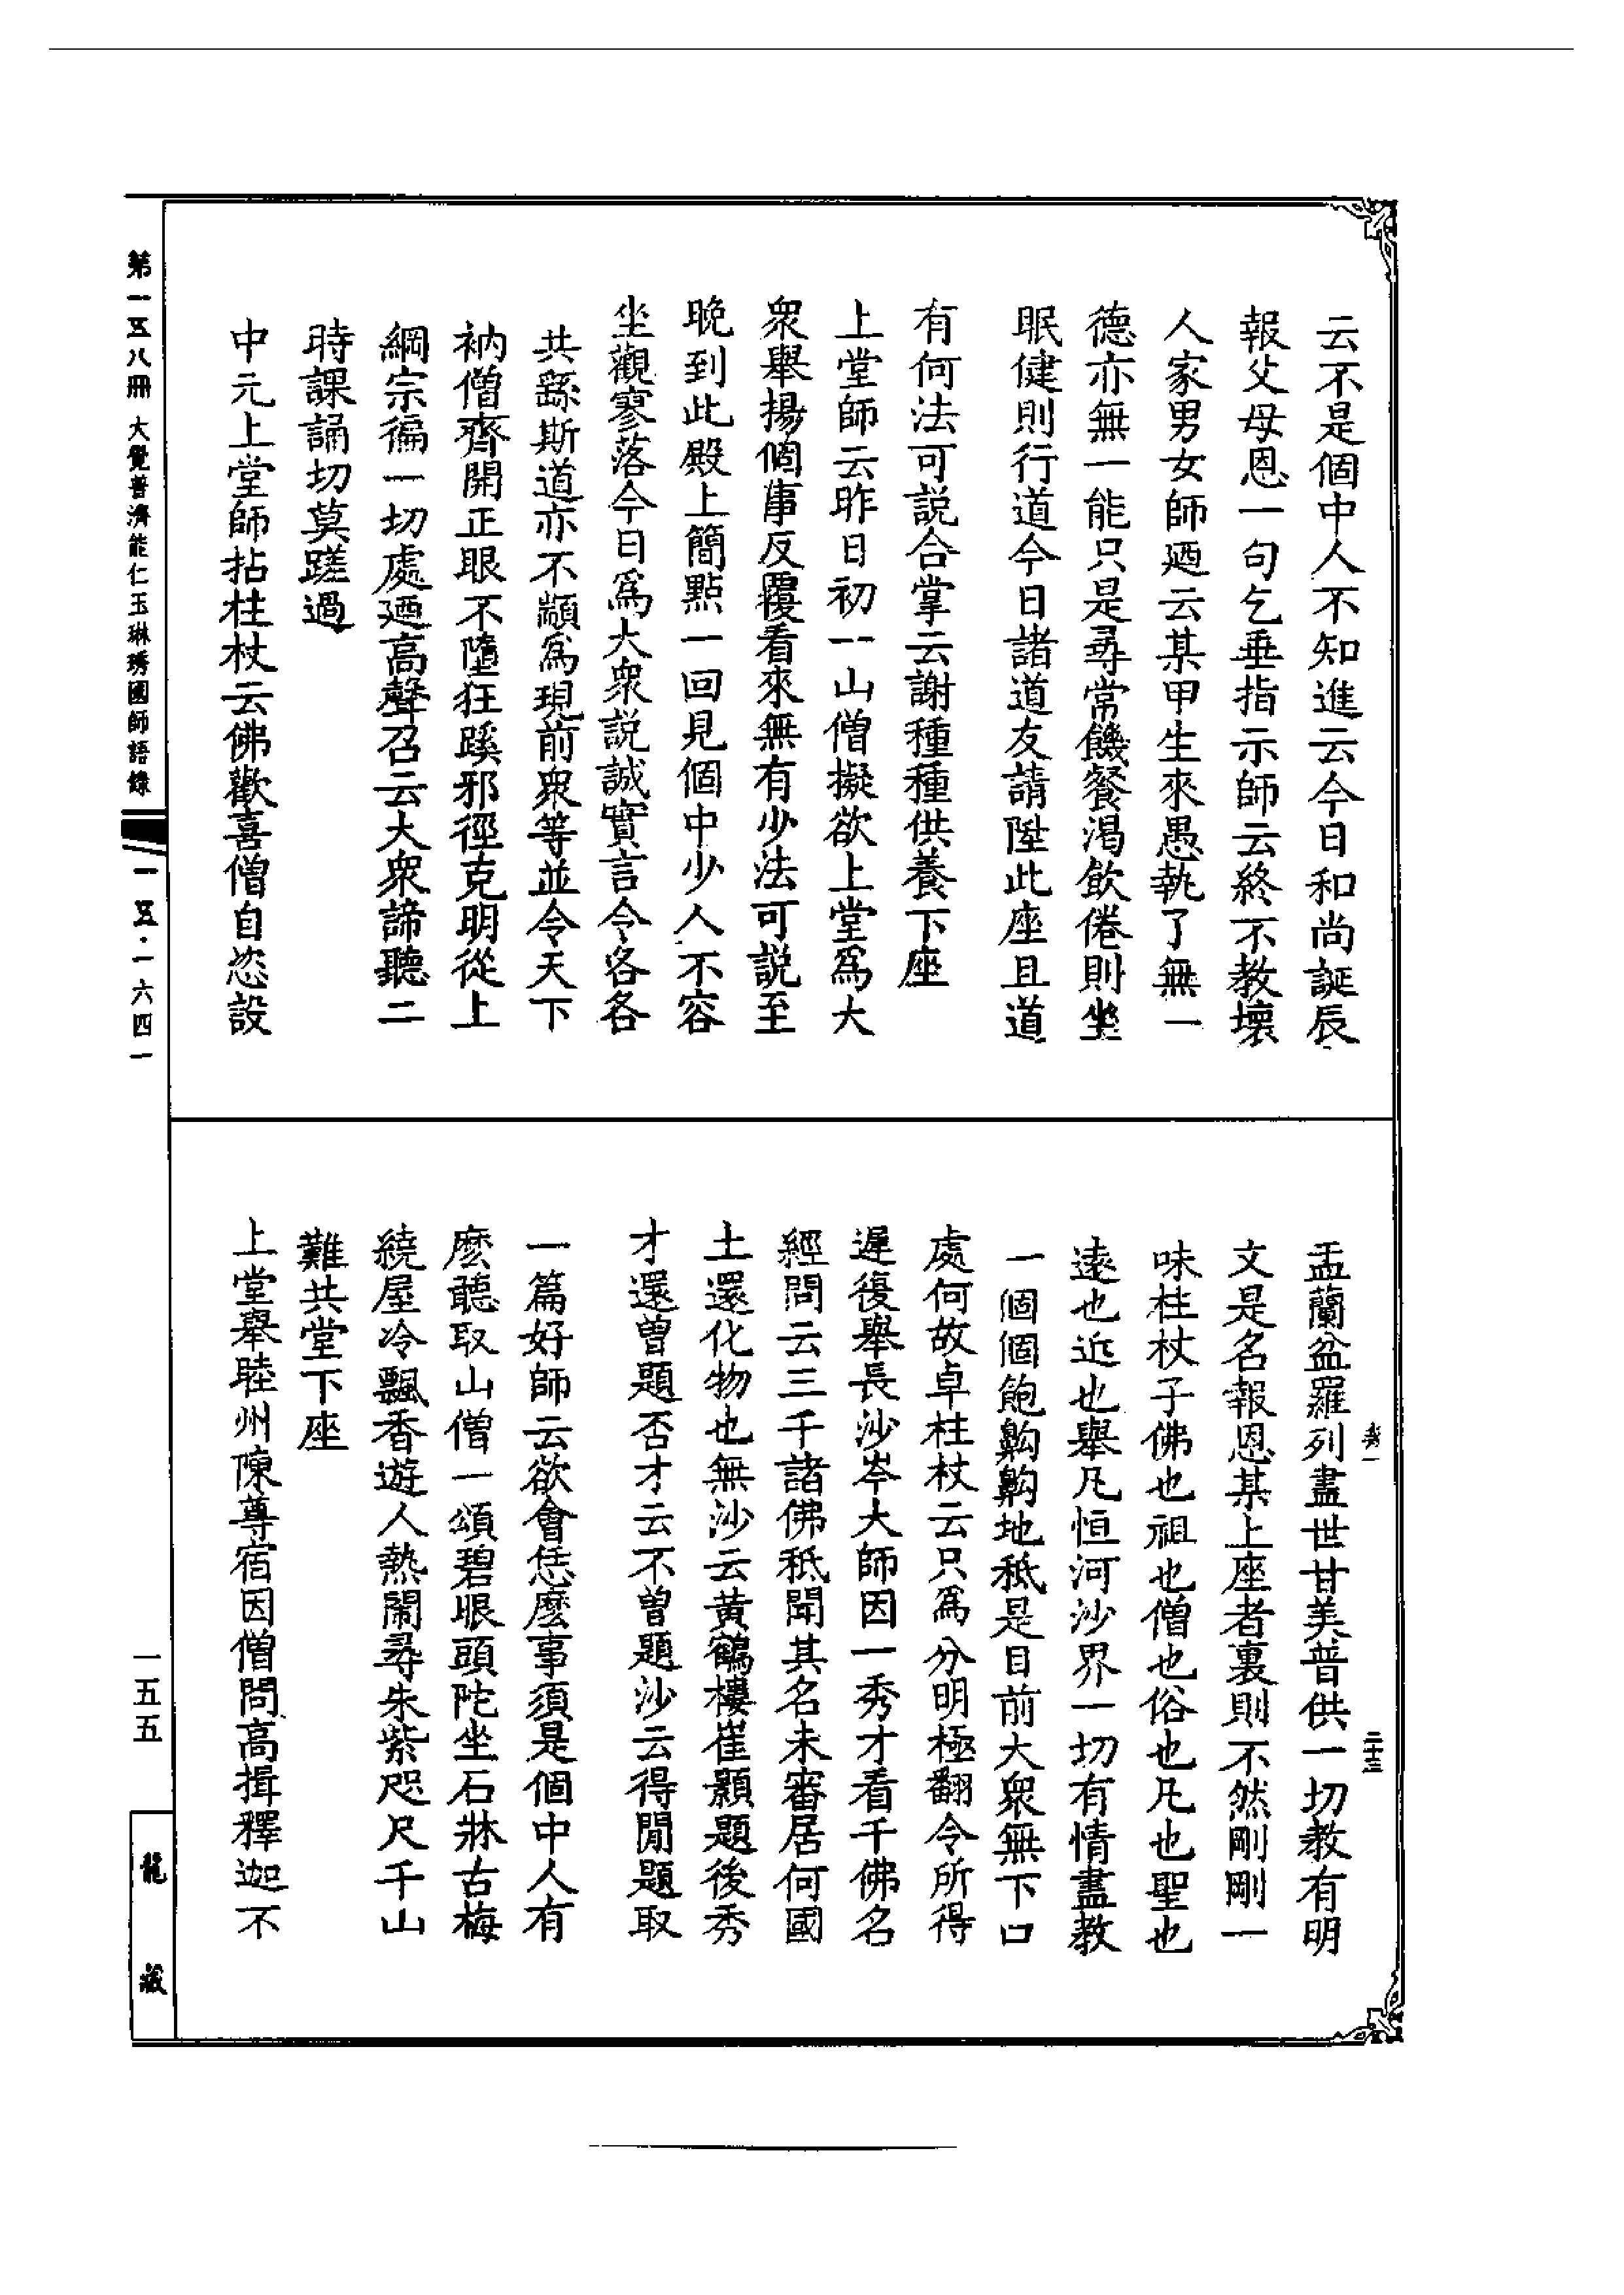 云不是個中人不知進云今日和尚誕辰
報父母恩一句乞垂指示師云終不教壞
人家男女師廼云某甲生來愚執了無一
德亦無一能只是尋常饑餐渴飲倦則坐
眠健則行道今日諸道友請陞此座且道
有何法可説合掌云謝種種供養下座
上堂師云昨日初一山僧擬欲上堂爲大
衆舉揚個事反覆看來無有少法可説至
晚到此殿上簡點一回見個中少人不容
坐觀寥落今日爲大衆説誠實言令各各
共繇斯道亦不顓爲現前衆等並令天下
衲僧齊開正眼不墮狂蹊邪徑克明從上
綱宗徧一切處廼高聲召云大衆諦聽二
時課誦切莫蹉過
中元上堂師拈柱杖云佛歡喜僧自恣設
盂蘭盆羅列盡世甘美普供一切教有明
文是名報恩某上座者裏則不然剛剛一
味柱杖子佛也祖也僧也俗也凡也聖也
遠也近也舉凡恒河沙界一切有情盡教
一個個飽齁齁地秪是目前大衆無下口
處何故卓柱杖云只爲分明極翻令所得
遲復舉長沙岑大師因一秀才看千佛名
經問云三千諸佛秪聞其名未審居何國
土還化物也無沙云黃鶴樓崔顥題後秀
才還曾題否才云不曾題沙云得閒題取
一篇好師云欲會恁麼事須是個中人有
麽聽取山僧一頌碧眼頭陀坐石牀古梅
繞屋冷飄香遊人熱鬧尋朱紫咫尺千山
難共堂下座
上堂舉睦州陳尊宿因僧問高揖釋迦不
二十三
第一五八冊 大覺普濟能仁玉琳琇國師語錄
一五·一六四一
一五五
龍藏